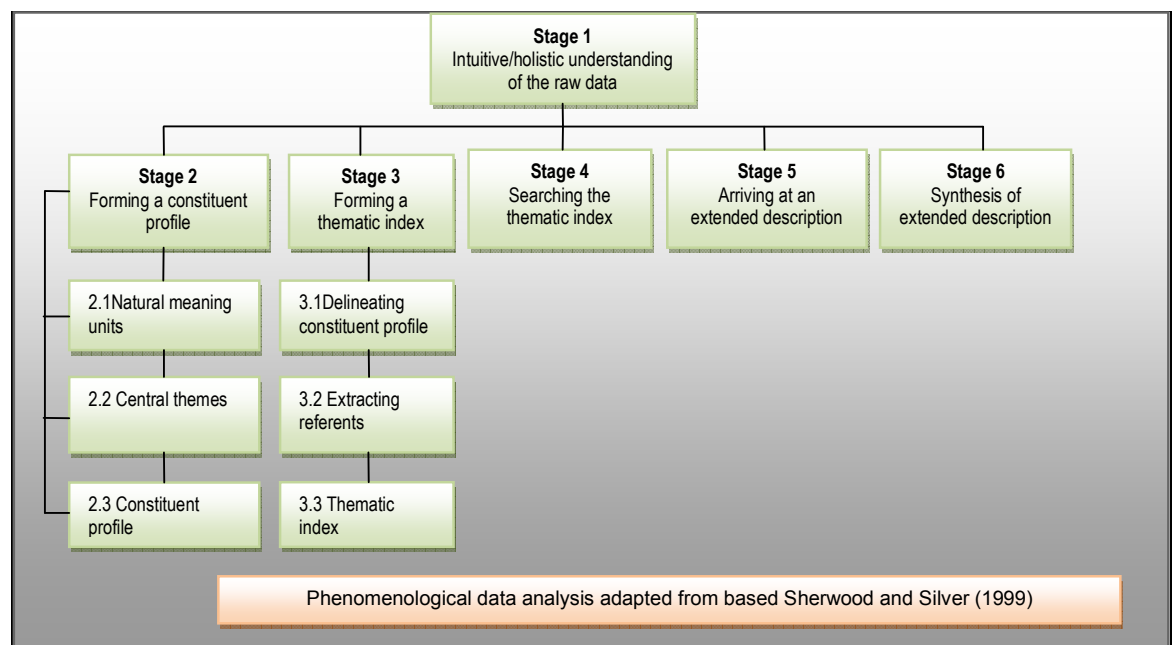 Stage 1
Intuitive/holistic understanding
of the raw data
Stage 2
Forming a constituent
profile
Stage 3
Forming a
thematic index
Stage 4
Searching the
thematic index
Stage 5
Arriving at an
extended description
Stage 6
Synthesis of
extended description
2.1Natural meaning
units
3.1Delineating
constituent profile
2.2 Central themes
3.2 Extracting
referents
2.3 Constituent
profile
3.3 Thematic
index
Phenomenological data analysis adapted from based Sherwood and Silver (1999)